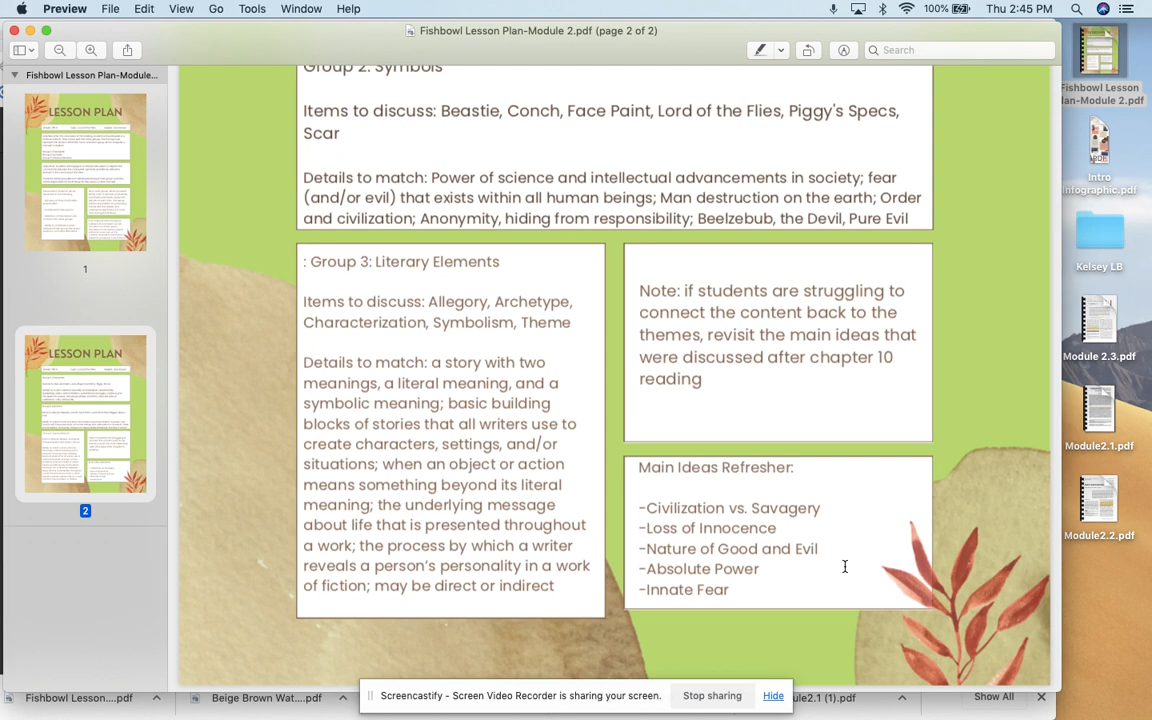 Preview File Edit View Go Tools Window Help 100% Thu 2:45 PM
Fishbowl Lesson Plan-Module 2.pdf (page 2 of 2)
Search
Fishbowl Lesson Plan-Module...
LESSON PLAN
1
LESSON PLAN
2
Group 2: Symbols
Items to discuss: Beastie, Conch, Face Paint, Lord of the Flies, Piggy's Specs,
Scar
Details to match: Power of science and intellectual advancements in society; fear
(and/or evil) that exists within all human beings; Man destruction on the earth; Order
and civilization; Anonymity, hiding from responsibility; Beelzebub, the Devil, Pure Evil
: Group 3: Literary Elements
Items to discuss: Allegory, Archetype,
Characterization, Symbolism, Theme
Details to match: a story with two
meanings, a literal meaning, and a
symbolic meaning; basic building
blocks of stories that all writers use to
create characters, settings, and/or
situations; when an object or action
means something beyond its literal
meaning; the underlying message
about life that is presented throughout
a work; the process by which a writer
reveals a person's personality in a work
of fiction; may be direct or indirect
Note: if students are struggling to
connect the content back to the
themes, revisit the main ideas that
were discussed after chapter 10
reading
Main Ideas Refresher:
-Civilization vs. Savagery
-Loss of Innocence
-Nature of Good and Evil
-Absolute Power
-Innate Fear
Fishbowl Lesson
lan-Module 2.pdf
PDF
Intro
Infographic.pdf
Kelsey LB
Module 2.3.pdf
Module2.1.pdf
Module2.2.pdf
Screencastify - Screen Video Recorder is sharing your screen. Stop sharing Hide
Fishbowl Lesson....pdf Beige Brown Wat....pdf ule2.1 (1).pdf Show All